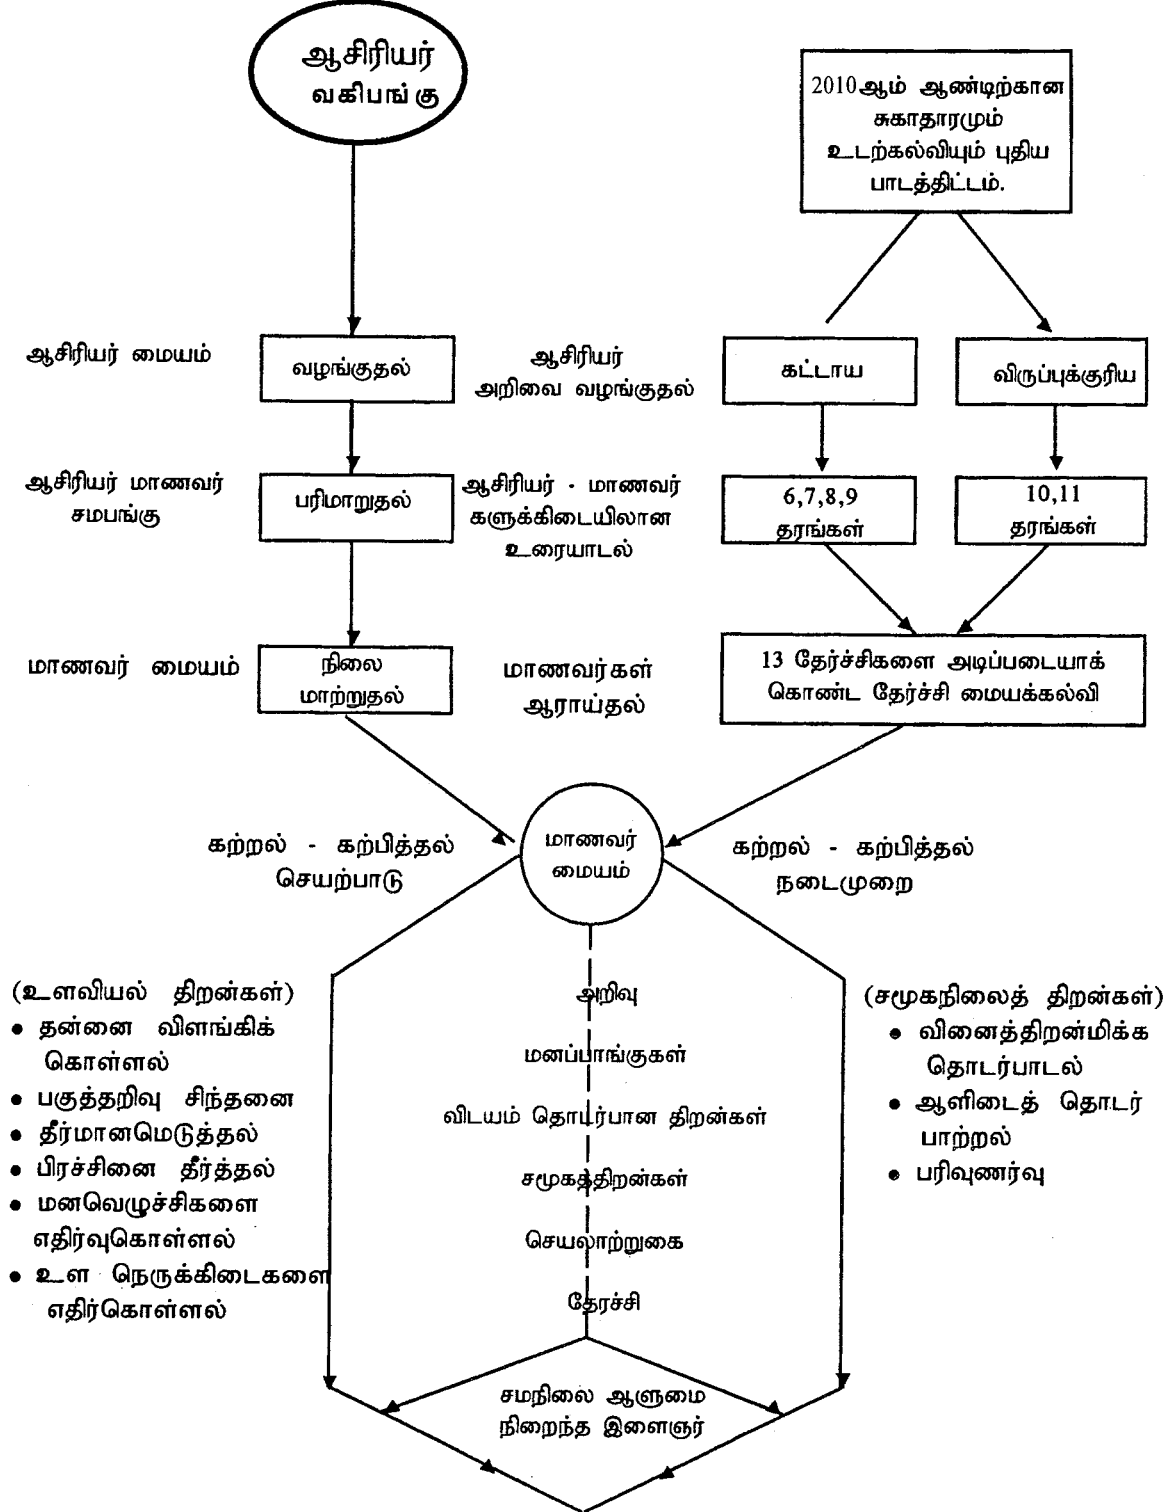 ஆசிரியர்
வகிபங்கு
2010ஆம் ஆண்டிற்கான
சுகாதாரமும்
உடற்கல்வியும் புதிய
பாடத்திட்டம்.
ஆசிரியர் மையம்
வழங்குதல்
ஆசிரியர்
அறிவை வழங்குதல்
கட்டாய
விருப்புக்குரிய
ஆசிரியர் மாணவர்
சமபங்கு
பரிமாறுதல்
ஆசிரியர் - மாணவர்
களுக்கிடையிலான
உரையாடல்
6,7,8,9
தரங்கள்
10,11
தரங்கள்
மாணவர் மையம்
நிலை
மாற்றுதல்
மாணவர்கள்
ஆராய்தல்
13 தேர்ச்சிகளை அடிப்படையாக்
கொண்ட தேர்ச்சி மையக்கல்வி
மாணவர்
மையம்
கற்றல் - கற்பித்தல்
செயற்பாடு
கற்றல் - கற்பித்தல்
நடைமுறை
(உளவியல் திறன்கள்)
• தன்னை விளங்கிக்
கொள்ளல்
• பகுத்தறிவு சிந்தனை
• தீர்மானமெடுத்தல்
• பிரச்சினை தீர்த்தல்
• மனவெழுச்சிகளை
எதிர்வுகொள்ளல்
• உள நெருக்கிடைகளை
எதிர்கொள்ளல்
அறிவு
மனப்பாங்குகள்
விடயம் தொடர்பான திறன்கள்
சமூகத்திறன்கள்
செயலாற்றுகை
தேரச்சி
(சமூகநிலைத் திறன்கள்)
• வினைத்திறன்மிக்க
தொடர்பாடல்
• ஆளிடைத் தொடர்
பாற்றல்
• பரிவுணர்வு
சமநிலை ஆளுமை
நிறைந்த இளைஞர்